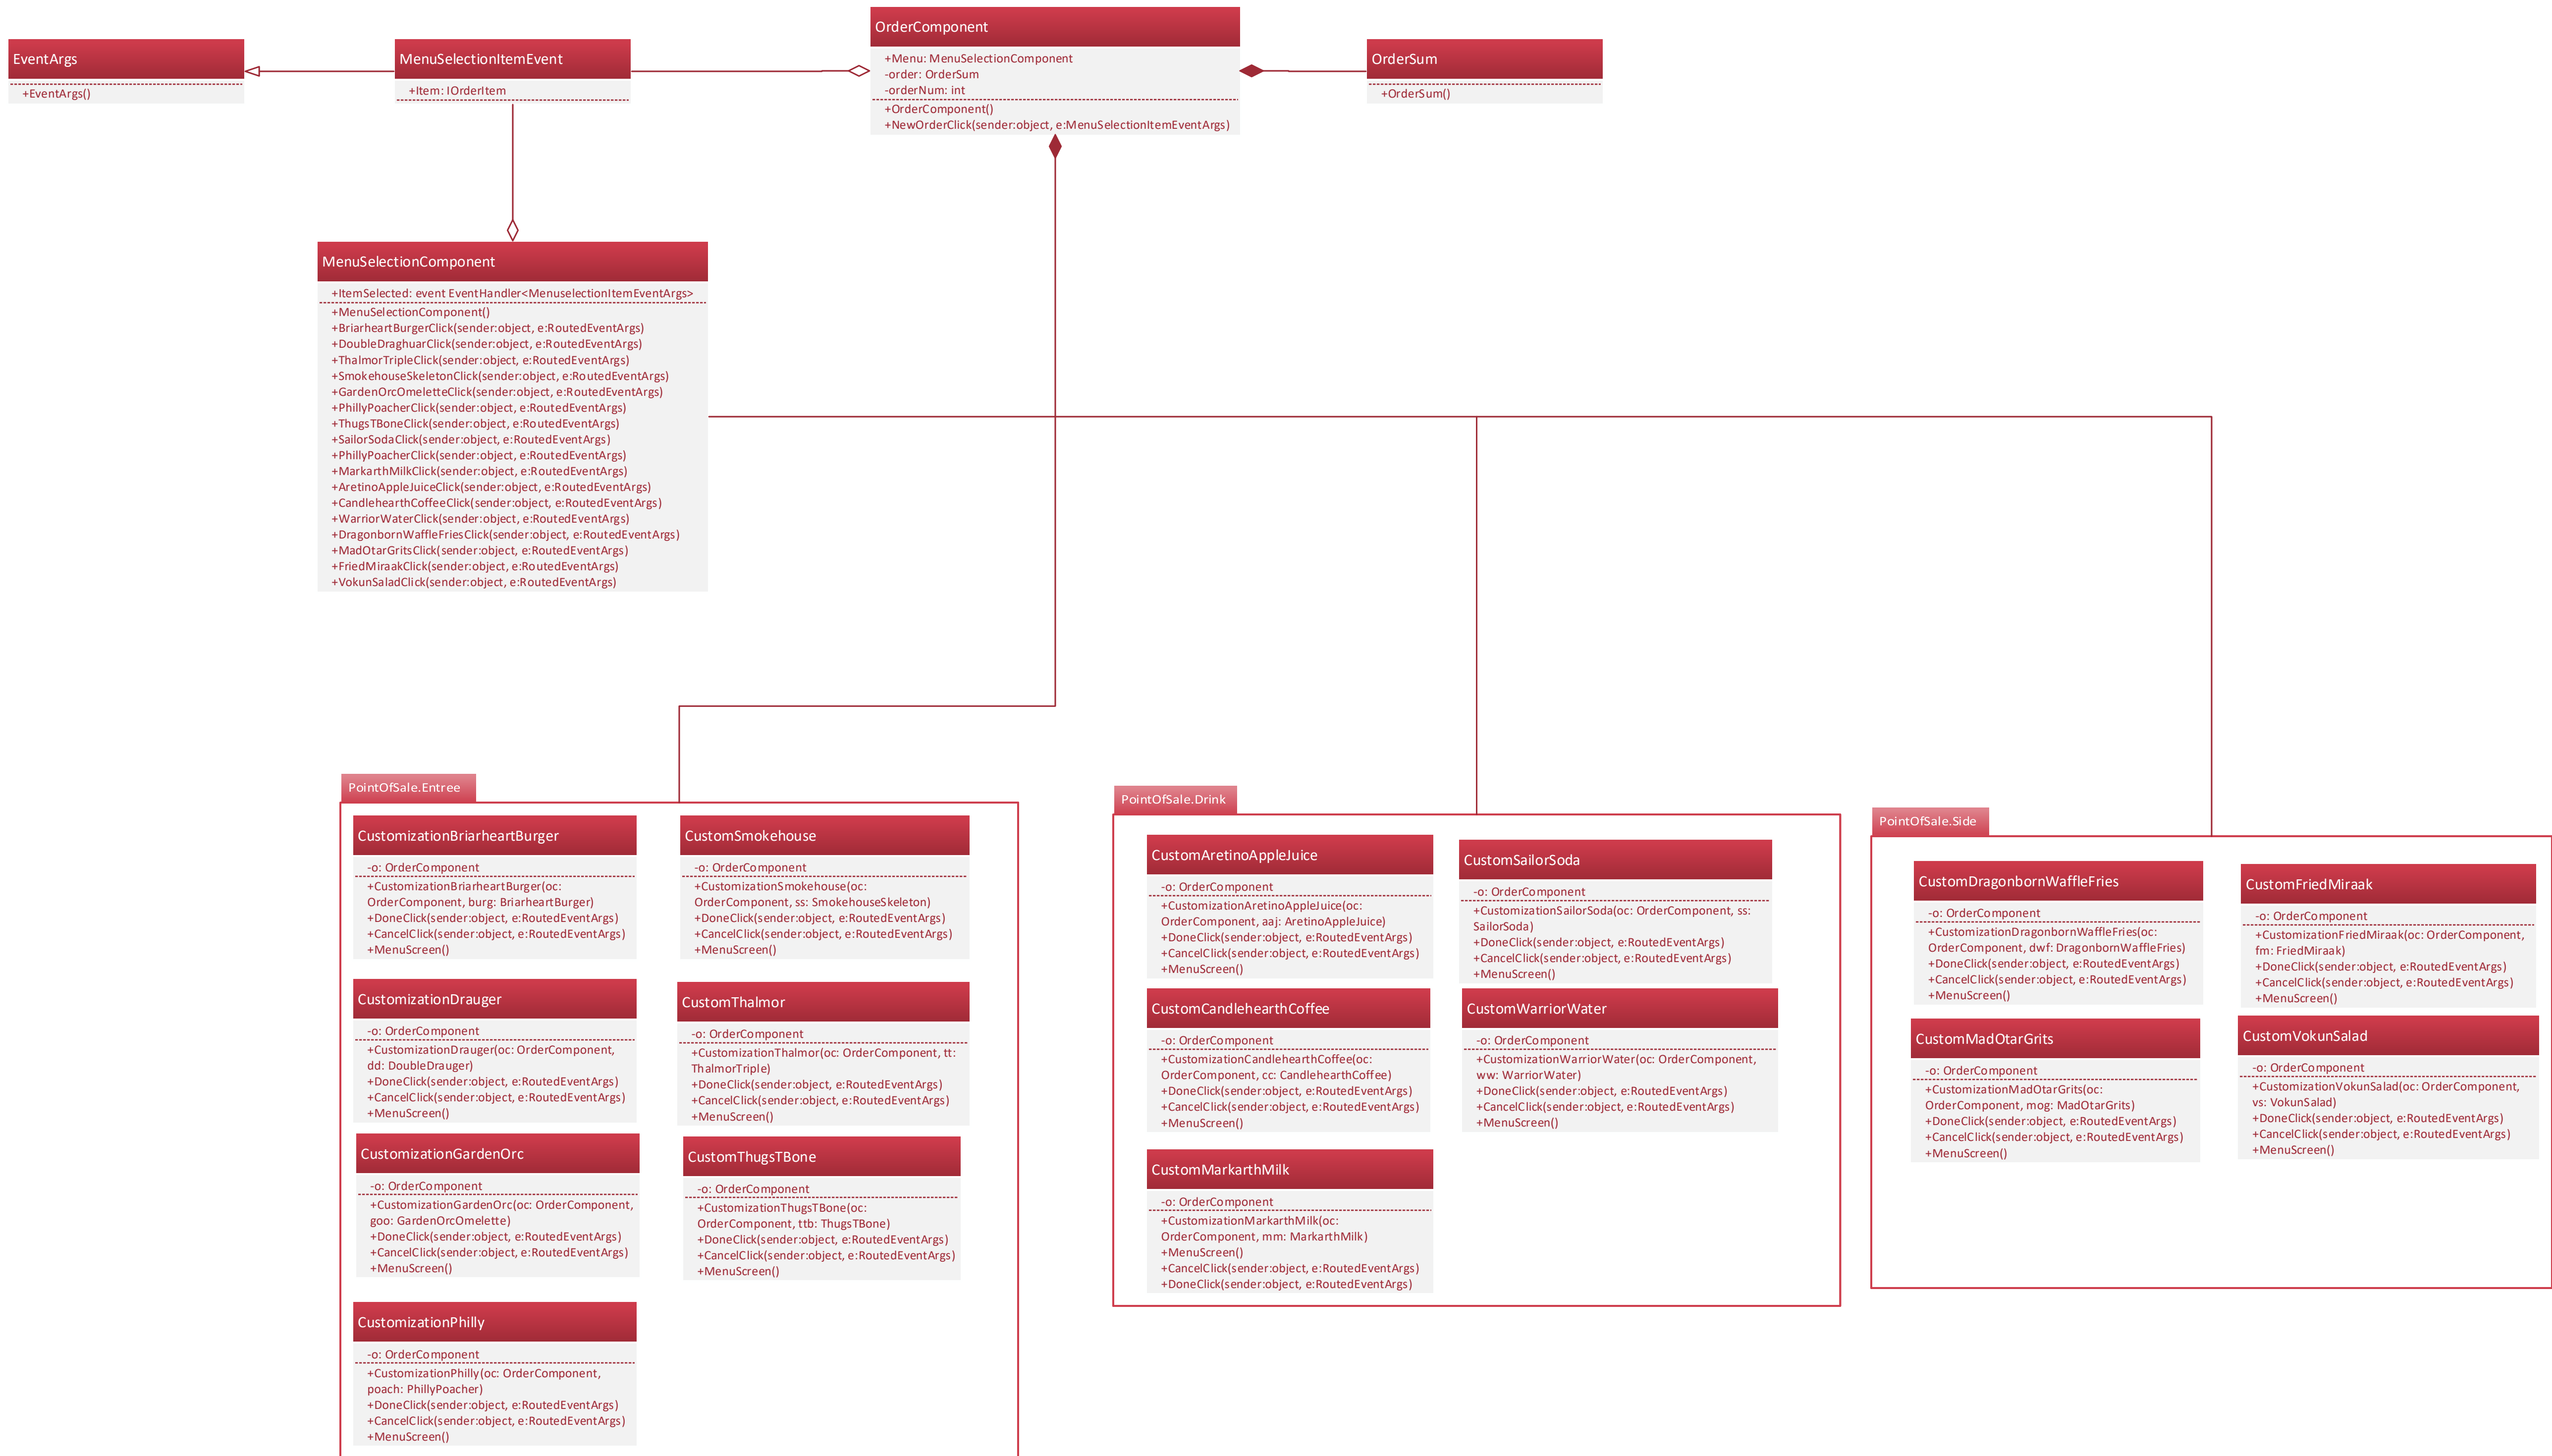 EventArgs
+EventArgs()
MenuSelectionItemEvent
+Item: IOrderItem
OrderComponent
+Menu: MenuSelectionComponent
-order: OrderSum
-orderNum: int
+OrderComponent()
+NewOrderClick(sender:object, e:MenuSelectionItemEventArgs)
OrderSum
+OrderSum()
MenuSelectionComponent
+ItemSelected: event EventHandler<MenuselectionItemEventArgs>
+MenuSelectionComponent()
+BriarheartBurgerClick(sender:object, e:RoutedEventArgs)
+DoubleDraghuarClick(sender:object, e:RoutedEventArgs)
+ThalmorTripleClick(sender:object, e:RoutedEventArgs)
+SmokehouseSkeletonClick(sender:object, e:RoutedEventArgs)
+GardenOrcOmeletteClick(sender:object, e:RoutedEventArgs)
+PhillyPoacherClick(sender:object, e:RoutedEventArgs)
+ThugsTBoneClick(sender:object, e:RoutedEventArgs)
+SailorSodaClick(sender:object, e:RoutedEventArgs)
+PhillyPoacherClick(sender:object, e:RoutedEventArgs)
+MarkarthMilkClick(sender:object, e:RoutedEventArgs)
+AretinoAppleJuiceClick(sender:object, e:RoutedEventArgs)
+CandlehearthCoffeeClick(sender:object, e:RoutedEventArgs)
+WarriorWaterClick(sender:object, e:RoutedEventArgs)
+DragonbornWaffleFriesClick(sender:object, e:RoutedEventArgs)
+MadOtarGritsClick(sender:object, e:RoutedEventArgs)
+FriedMiraakClick(sender:object, e:RoutedEventArgs)
+VokunSaladClick(sender:object, e:RoutedEventArgs)
PointOfSale.Entree
CustomizationBriarheartBurger
-o: OrderComponent
+CustomizationBriarheartBurger(oc:
OrderComponent, burg: BriarheartBurger)
+DoneClick(sender:object, e:RoutedEventArgs)
+CancelClick(sender:object, e:RoutedEventArgs)
+MenuScreen()
CustomSmokehouse
-o: OrderComponent
+CustomizationSmokehouse(oc:
OrderComponent, ss: SmokehouseSkeleton)
+DoneClick(sender:object, e:RoutedEventArgs)
+CancelClick(sender:object, e:RoutedEventArgs)
+MenuScreen()
CustomizationDrauger
-o: OrderComponent
+CustomizationDrauger(oc: OrderComponent,
dd: DoubleDrauger)
+DoneClick(sender:object, e:RoutedEventArgs)
+CancelClick(sender:object, e:RoutedEventArgs)
+MenuScreen()
CustomThalmor
-o: OrderComponent
+CustomizationThalmor(oc: OrderComponent, tt:
ThalmorTriple)
+DoneClick(sender:object, e:RoutedEventArgs)
+CancelClick(sender:object, e:RoutedEventArgs)
+MenuScreen()
CustomizationGardenOrc
-o: OrderComponent
+CustomizationGardenOrc(oc: OrderComponent,
goo: GardenOrcOmelette)
+DoneClick(sender:object, e:RoutedEventArgs)
+CancelClick(sender:object, e:RoutedEventArgs)
+MenuScreen()
CustomThugsTBone
-o: OrderComponent
+CustomizationThugsTBone(oc:
OrderComponent, ttb: ThugsTBone)
+DoneClick(sender:object, e:RoutedEventArgs)
+CancelClick(sender:object, e:RoutedEventArgs)
+MenuScreen()
CustomizationPhilly
-o: OrderComponent
+CustomizationPhilly(oc: OrderComponent,
poach: PhillyPoacher)
+DoneClick(sender:object, e:RoutedEventArgs)
+CancelClick(sender:object, e:RoutedEventArgs)
+MenuScreen()
PointOfSale.Drink
CustomAretinoAppleJuice
-o: OrderComponent
+CustomizationAretinoAppleJuice(oc:
OrderComponent, aaj: AretinoAppleJuice)
+DoneClick(sender:object, e:RoutedEventArgs)
+CancelClick(sender:object, e:RoutedEventArgs)
+MenuScreen()
CustomSailorSoda
-o: OrderComponent
+CustomizationSailorSoda(oc: OrderComponent, ss:
SailorSoda)
+DoneClick(sender:object, e:RoutedEventArgs)
+CancelClick(sender:object, e:RoutedEventArgs)
+MenuScreen()
CustomCandlehearthCoffee
-o: OrderComponent
+CustomizationCandlehearthCoffee(oc:
OrderComponent, cc: CandlehearthCoffee)
+DoneClick(sender:object, e:RoutedEventArgs)
+CancelClick(sender:object, e:RoutedEventArgs)
+MenuScreen()
CustomWarriorWater
-o: OrderComponent
+CustomizationWarriorWater(oc: OrderComponent,
ww: WarriorWater)
+DoneClick(sender:object, e:RoutedEventArgs)
+CancelClick(sender:object, e:RoutedEventArgs)
+MenuScreen()
CustomMarkarthMilk
-o: OrderComponent
+CustomizationMarkarthMilk(oc:
OrderComponent, mm: MarkarthMilk)
+MenuScreen()
+CancelClick(sender:object, e:RoutedEventArgs)
+DoneClick(sender:object, e:RoutedEventArgs)
PointOfSale.Side
CustomDragonbornWaffleFries
-o: OrderComponent
+CustomizationDragonbornWaffleFries(oc:
OrderComponent, dwf: DragonbornWaffleFries)
+DoneClick(sender:object, e:RoutedEventArgs)
+CancelClick(sender:object, e:RoutedEventArgs)
+MenuScreen()
CustomFriedMiraak
-o: OrderComponent
+CustomizationFriedMiraak(oc: OrderComponent,
fm: FriedMiraak)
+DoneClick(sender:object, e:RoutedEventArgs)
+CancelClick(sender:object, e:RoutedEventArgs)
+MenuScreen()
CustomMadOtarGrits
-o: OrderComponent
+CustomizationMadOtarGrits(oc:
OrderComponent, mog: MadOtarGrits)
+DoneClick(sender:object, e:RoutedEventArgs)
+CancelClick(sender:object, e:RoutedEventArgs)
+MenuScreen()
CustomVokunSalad
-o: OrderComponent
+CustomizationVokunSalad(oc: OrderComponent,
vs: VokunSalad)
+DoneClick(sender:object, e:RoutedEventArgs)
+CancelClick(sender:object, e:RoutedEventArgs)
+MenuScreen()